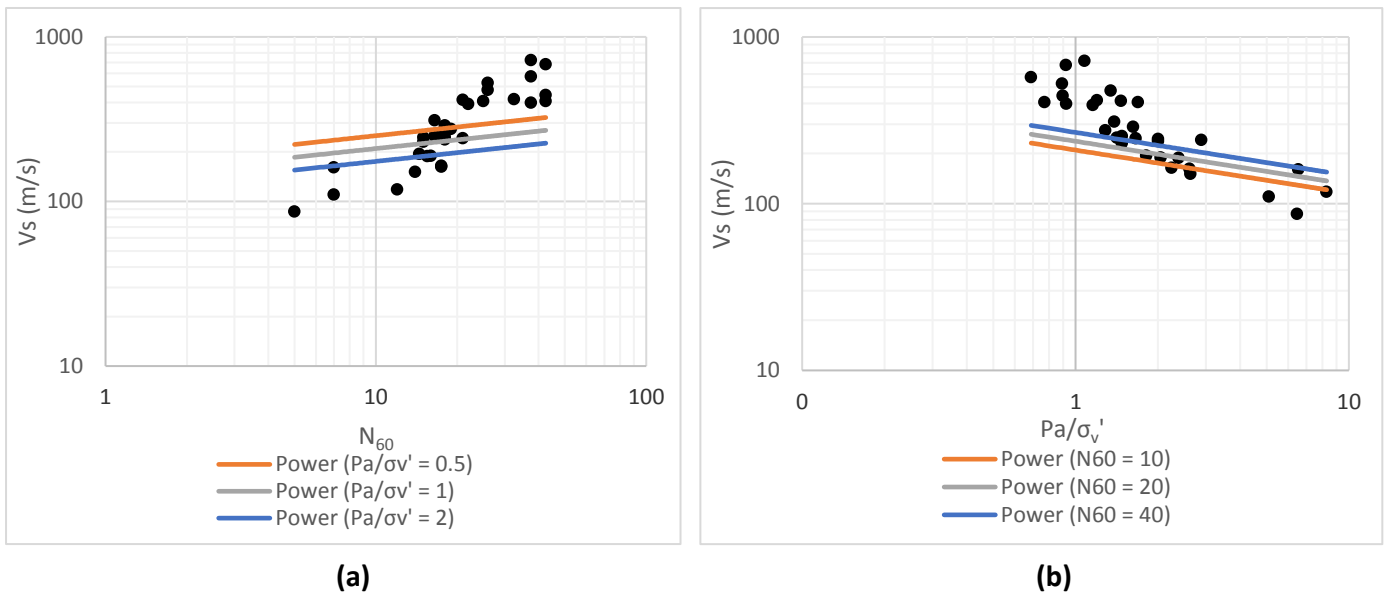 1000
100
10
1
10
100
Vs (m/s)
N60
Power (Pa/σv' = 0.5)
Power (Pa/σv' = 1)
Power (Pa/σv' = 2)
(a)
1000
100
10
0
1
10
Vs (m/s)
Pa/σv'
Power (N60 = 10)
Power (N60 = 20)
Power (N60 = 40)
(b)